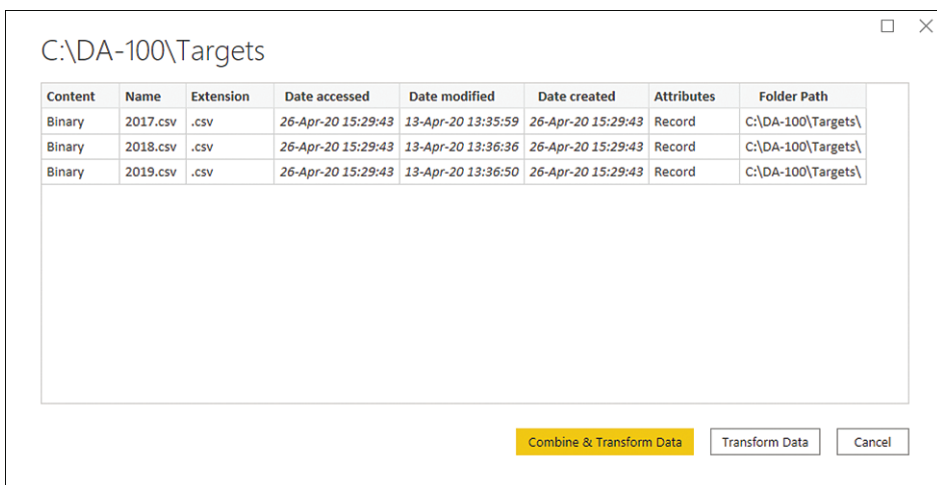 C:\DA-100\Targets
Content Name Extension Date accessed Date modified Date created Attributes Folder Path
Binary 2017.csv .csv 26-Apr-20 15:29:43 13-Apr-20 13:35:59 26-Apr-20 15:29:43 Record C:\DA-100\Targets\
Binary 2018.csv .csv 26-Apr-20 15:29:43 13-Apr-20 13:36:36 26-Apr-20 15:29:43 Record C:\DA-100\Targets\
Binary 2019.csv .csv 26-Apr-20 15:29:43 13-Apr-20 13:36:50 26-Apr-20 15:29:43 Record C:\DA-100\Targets\
Combine & Transform Data Transform Data Cancel